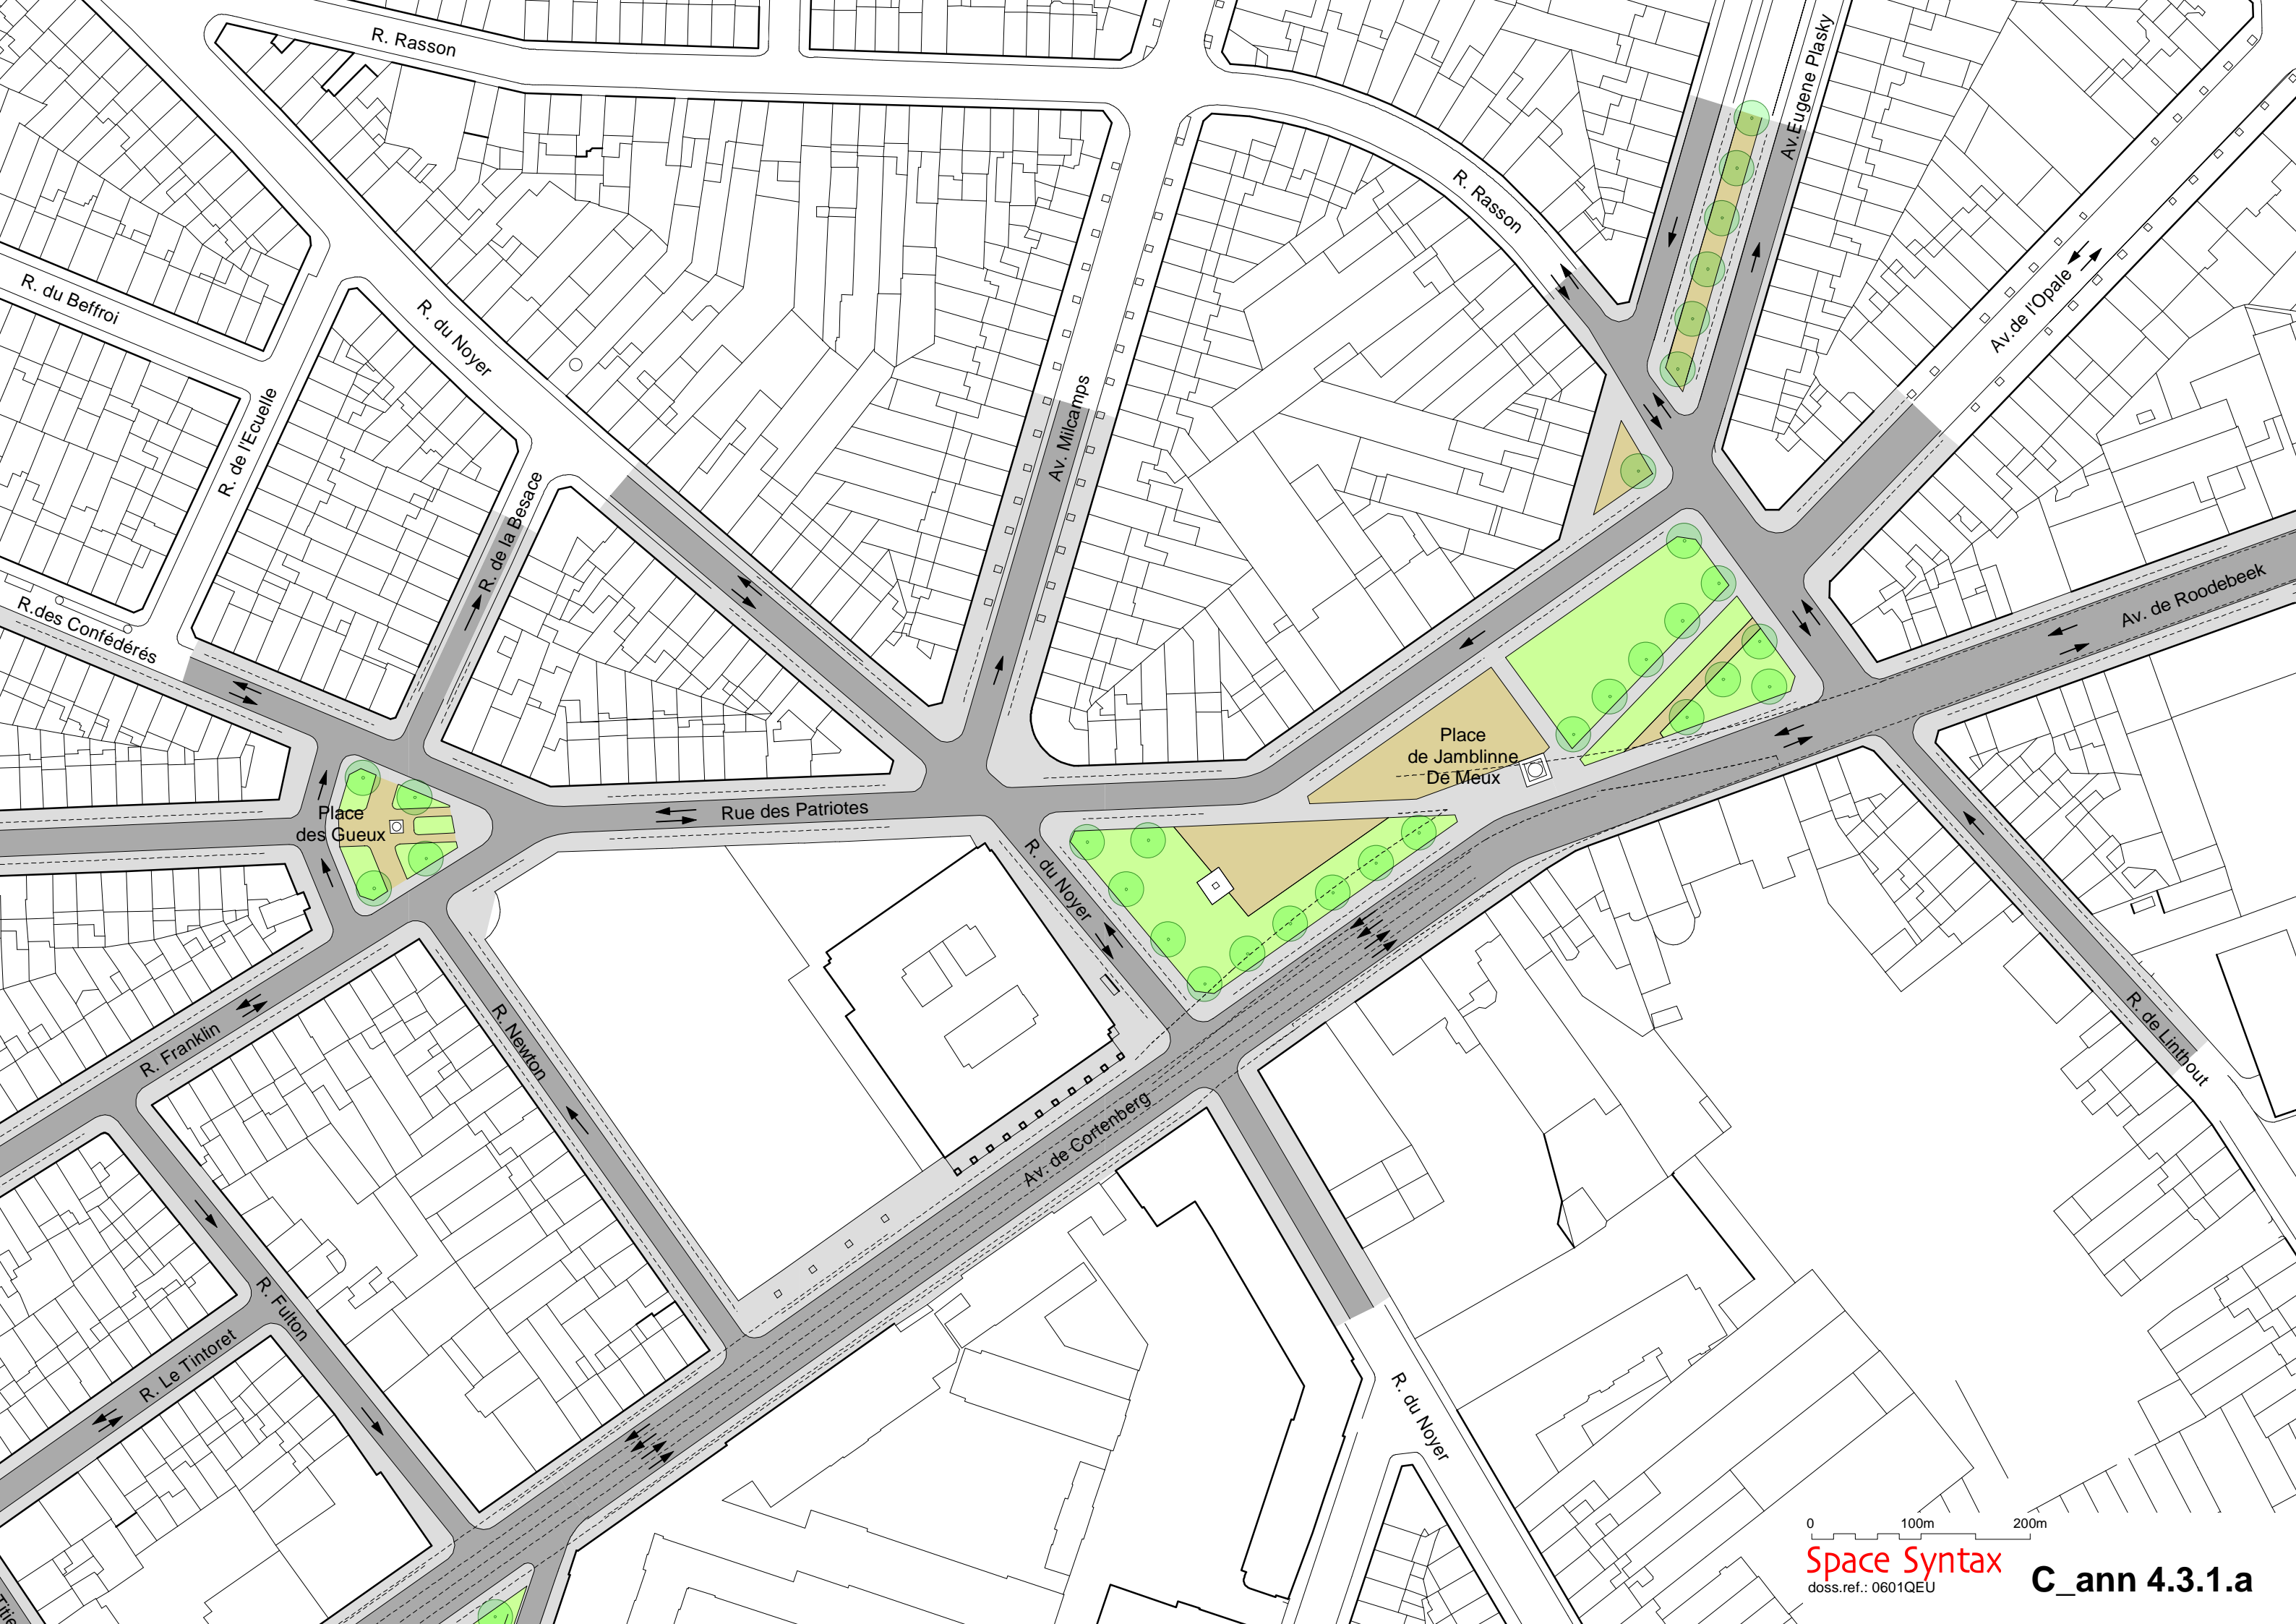 R. Rasson
Av.Eugene Plasky
R. Rasson
R. du Beffroi
R. du Noyer
Av.de l'Opale
R. de l'Ecuelle
Av. Milcamps
R. de la Besace
Av. de Roodebeek
R.des Confédérés
Place
de Jamblinne
De Meux
Place
des Gueux
Rue des Patriotes
R. du Noyer
R. Franklin
R. Newton
R. de Linthout
Av. de Cortenberg
R. Fulton
R. Le Tintoret
R. du Noyer
0 100m 200m
Space Syntax
doss.ref.: 0601QEU
C_ann 4.3.1.a